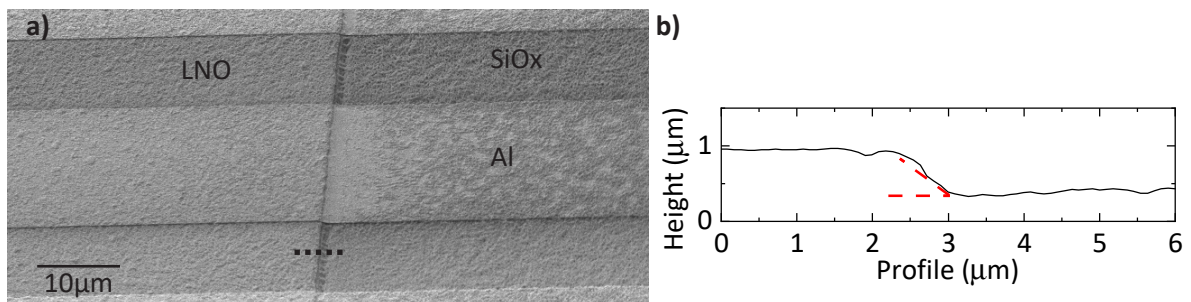 a)
LNO
SiOx
Al
10μm
b)
Height (μm)
1
0
0 1 2 3 4 5 6
Profile (μm)